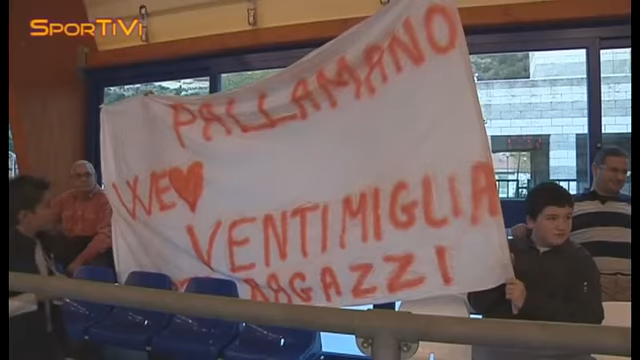 SPORTIVI
PALLAMANO
WE ❤
VENTIMIGLIA
RAGAZZI